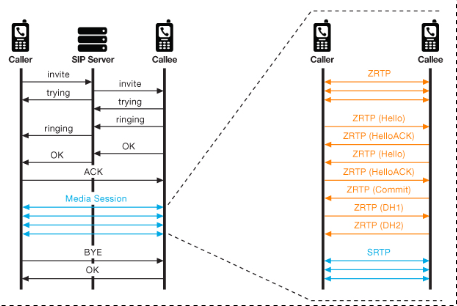 Caller SIP Server Callee
invite
invite
trying
trying
ringing
ringing
OK
OK
ACK
Media Session
BYE
OK
Caller Callee
ZRTP
ZRTP (Hello)
ZRTP (HelloACK)
ZRTP (Hello)
ZRTP (HelloACK)
ZRTP (Commit)
ZRTP (DH1)
ZRTP (DH2)
SRTP